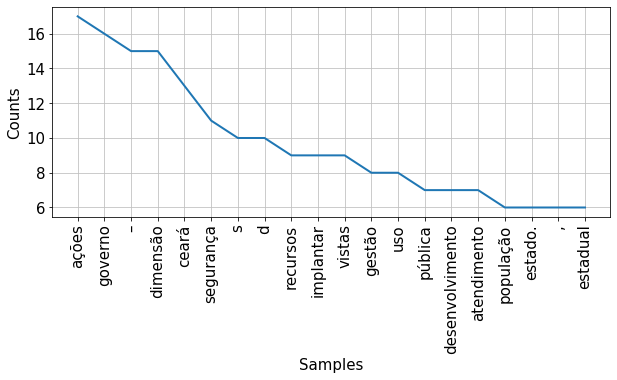 16
14
12
10
8
6
Counts
ações
governo
–
dimensão
ceará
segurança
s
d
recursos
implantar
vistas
gestão
uso
pública
desenvolvimento
atendimento
população
estado.
,
estadual
Samples